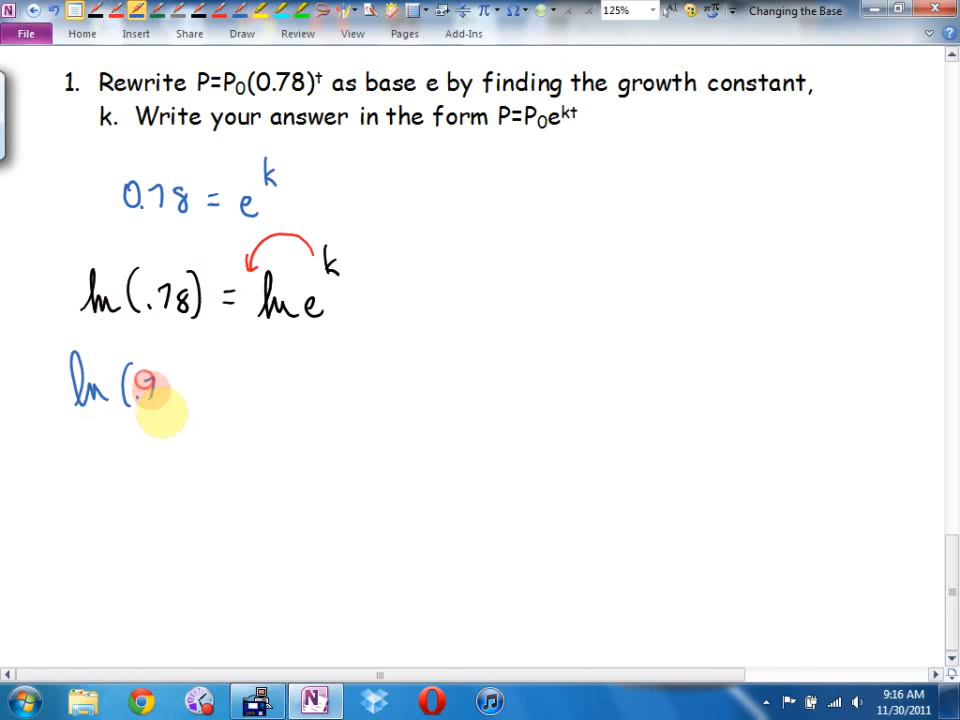 125%
Changing the Base
File Home Insert Share Draw Review View Pages Add-Ins
1. Rewrite P=P₀(0.78)ᵗ as base e by finding the growth constant,
k. Write your answer in the form P=P₀eᵏᵗ
0.78 = eᵏ
ln(.78) = ln eᵏ
ln (.7
9:16 AM
11/30/2011